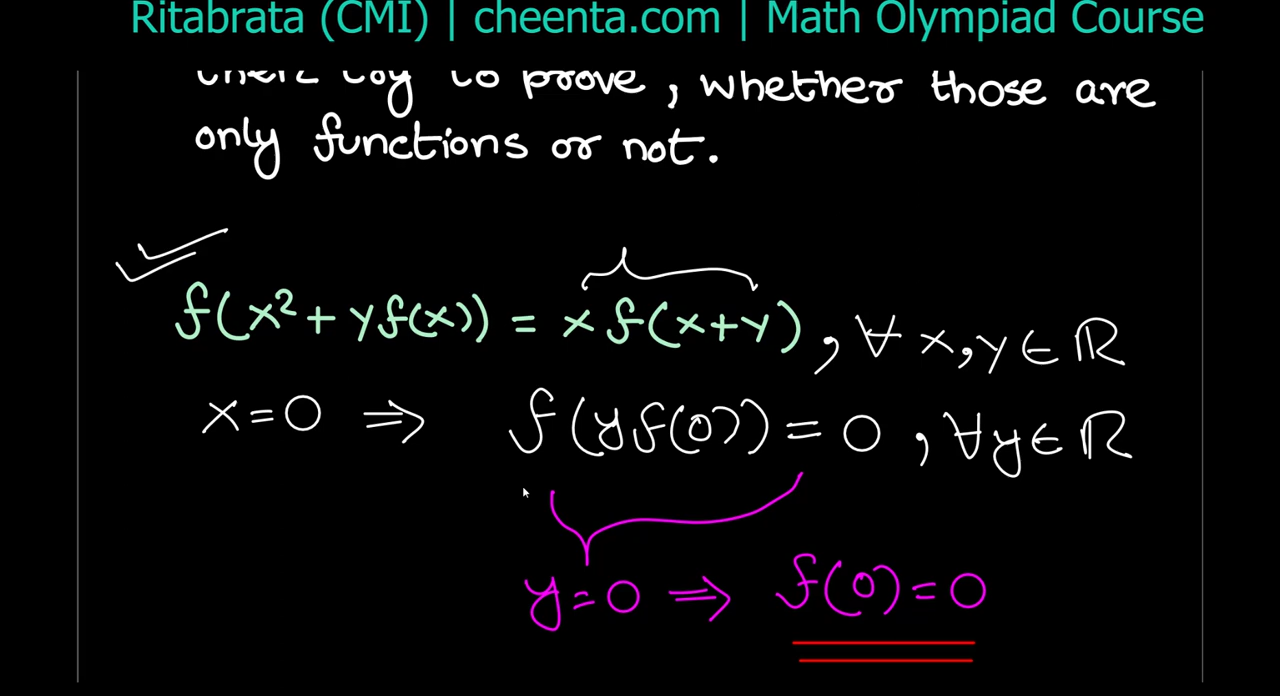 Ritabrata (CMI) | cheenta.com | Math Olympiad Course
to prove, whether those are
only functions or not.
f(x² + yf(x)) = x f(x+y), ∀ x,y ∈ ℝ
x=0 ⇒ f(yf(0)) = 0, ∀y∈ℝ
y=0 ⇒ f(0)=0